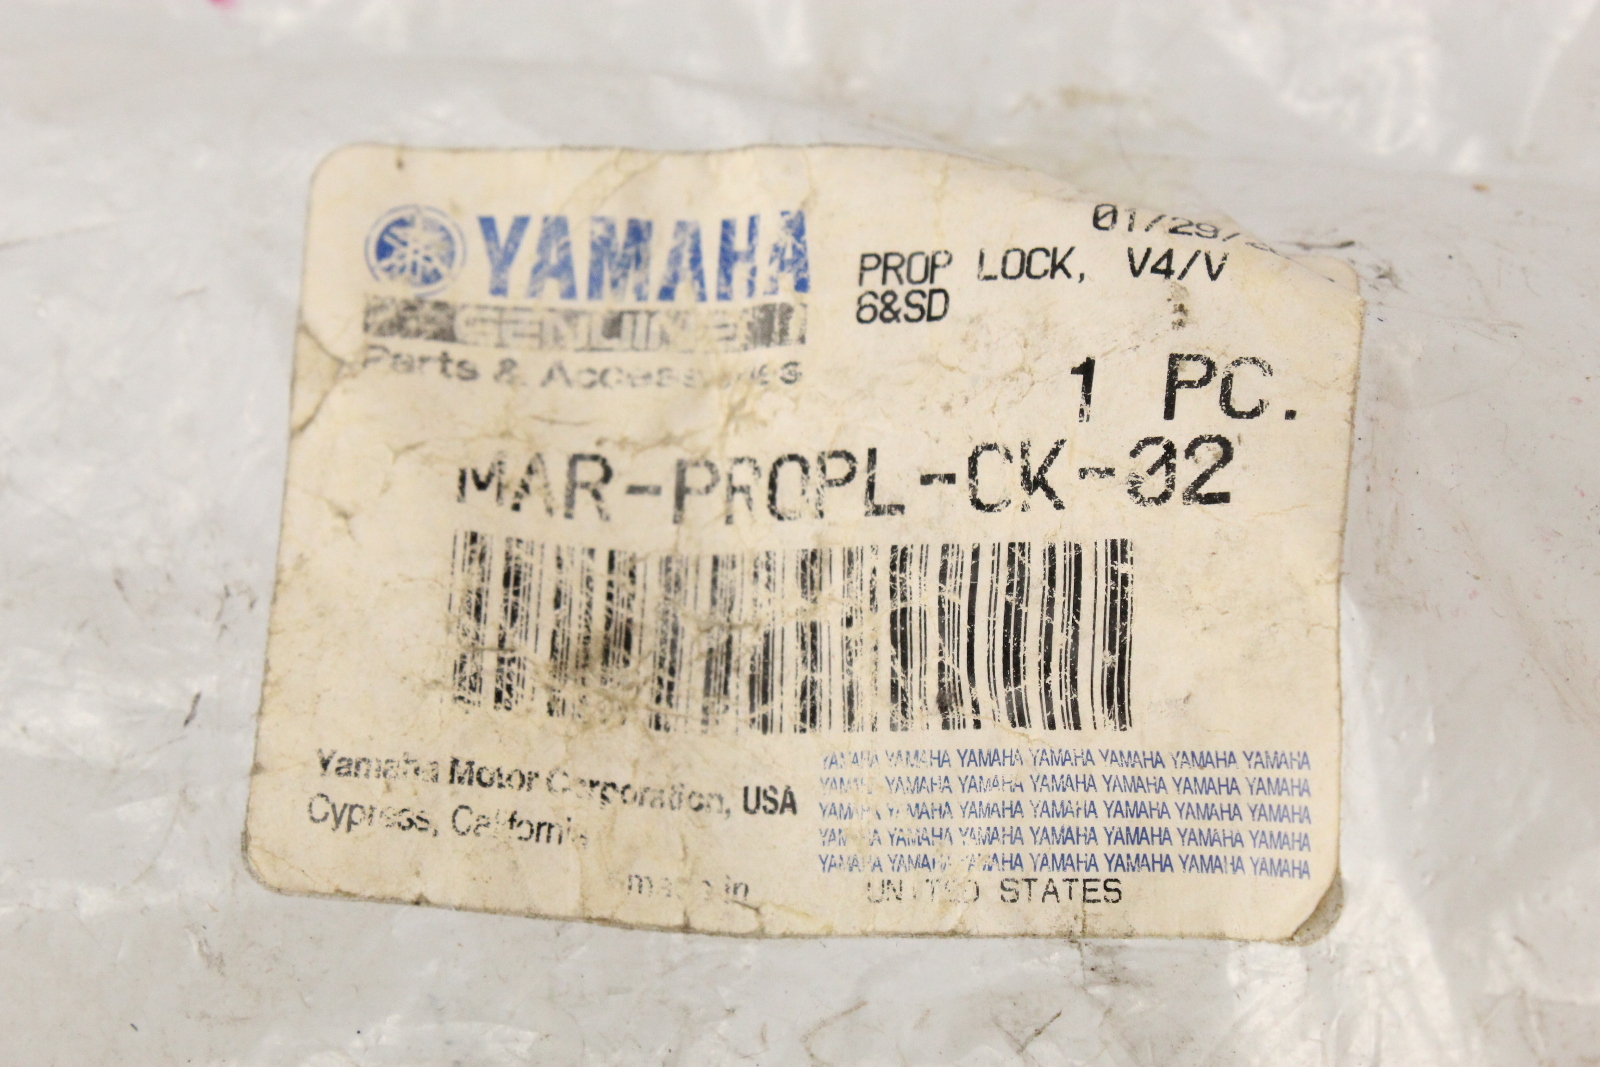 YAMAHA
GENUINE
Parts & Accessories
01/29/
PROP LOCK, V4/V
6&SD
1 PC.
MAR-PROPL-CK-32
Yamaha Motor Corporation, USA
Cypress, California
YAMAHA YAMAHA YAMAHA YAMAHA YAMAHA YAMAHA YAMAHA
YAMAHA YAMAHA YAMAHA YAMAHA YAMAHA YAMAHA YAMAHA
YAMAHA YAMAHA YAMAHA YAMAHA YAMAHA YAMAHA YAMAHA
YAMAHA YAMAHA YAMAHA YAMAHA YAMAHA YAMAHA YAMAHA
YAMAHA YAMAHA YAMAHA YAMAHA YAMAHA YAMAHA YAMAHA
made in UNITED STATES